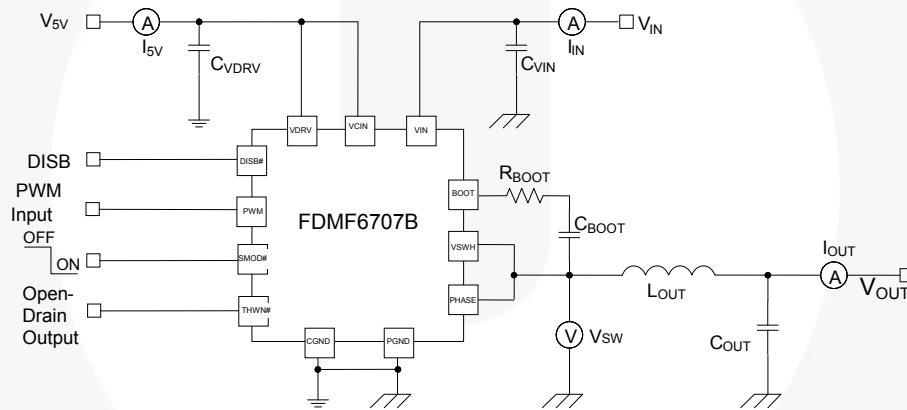 V5V
A
I5V
CVDRV
CVIN
A
IIN
VIN
VDRV
VCIN
VIN
DISB
DISB#
PWM
Input
PWM
OFF
ON
SMOD#
Open-
Drain
Output
THWN#
FDMF6707B
BOOT
RBOOT
CBOOT
VSWH
PHASE
CGND
PGND
V
VSW
LOUT
IOUT
A
VOUT
COUT